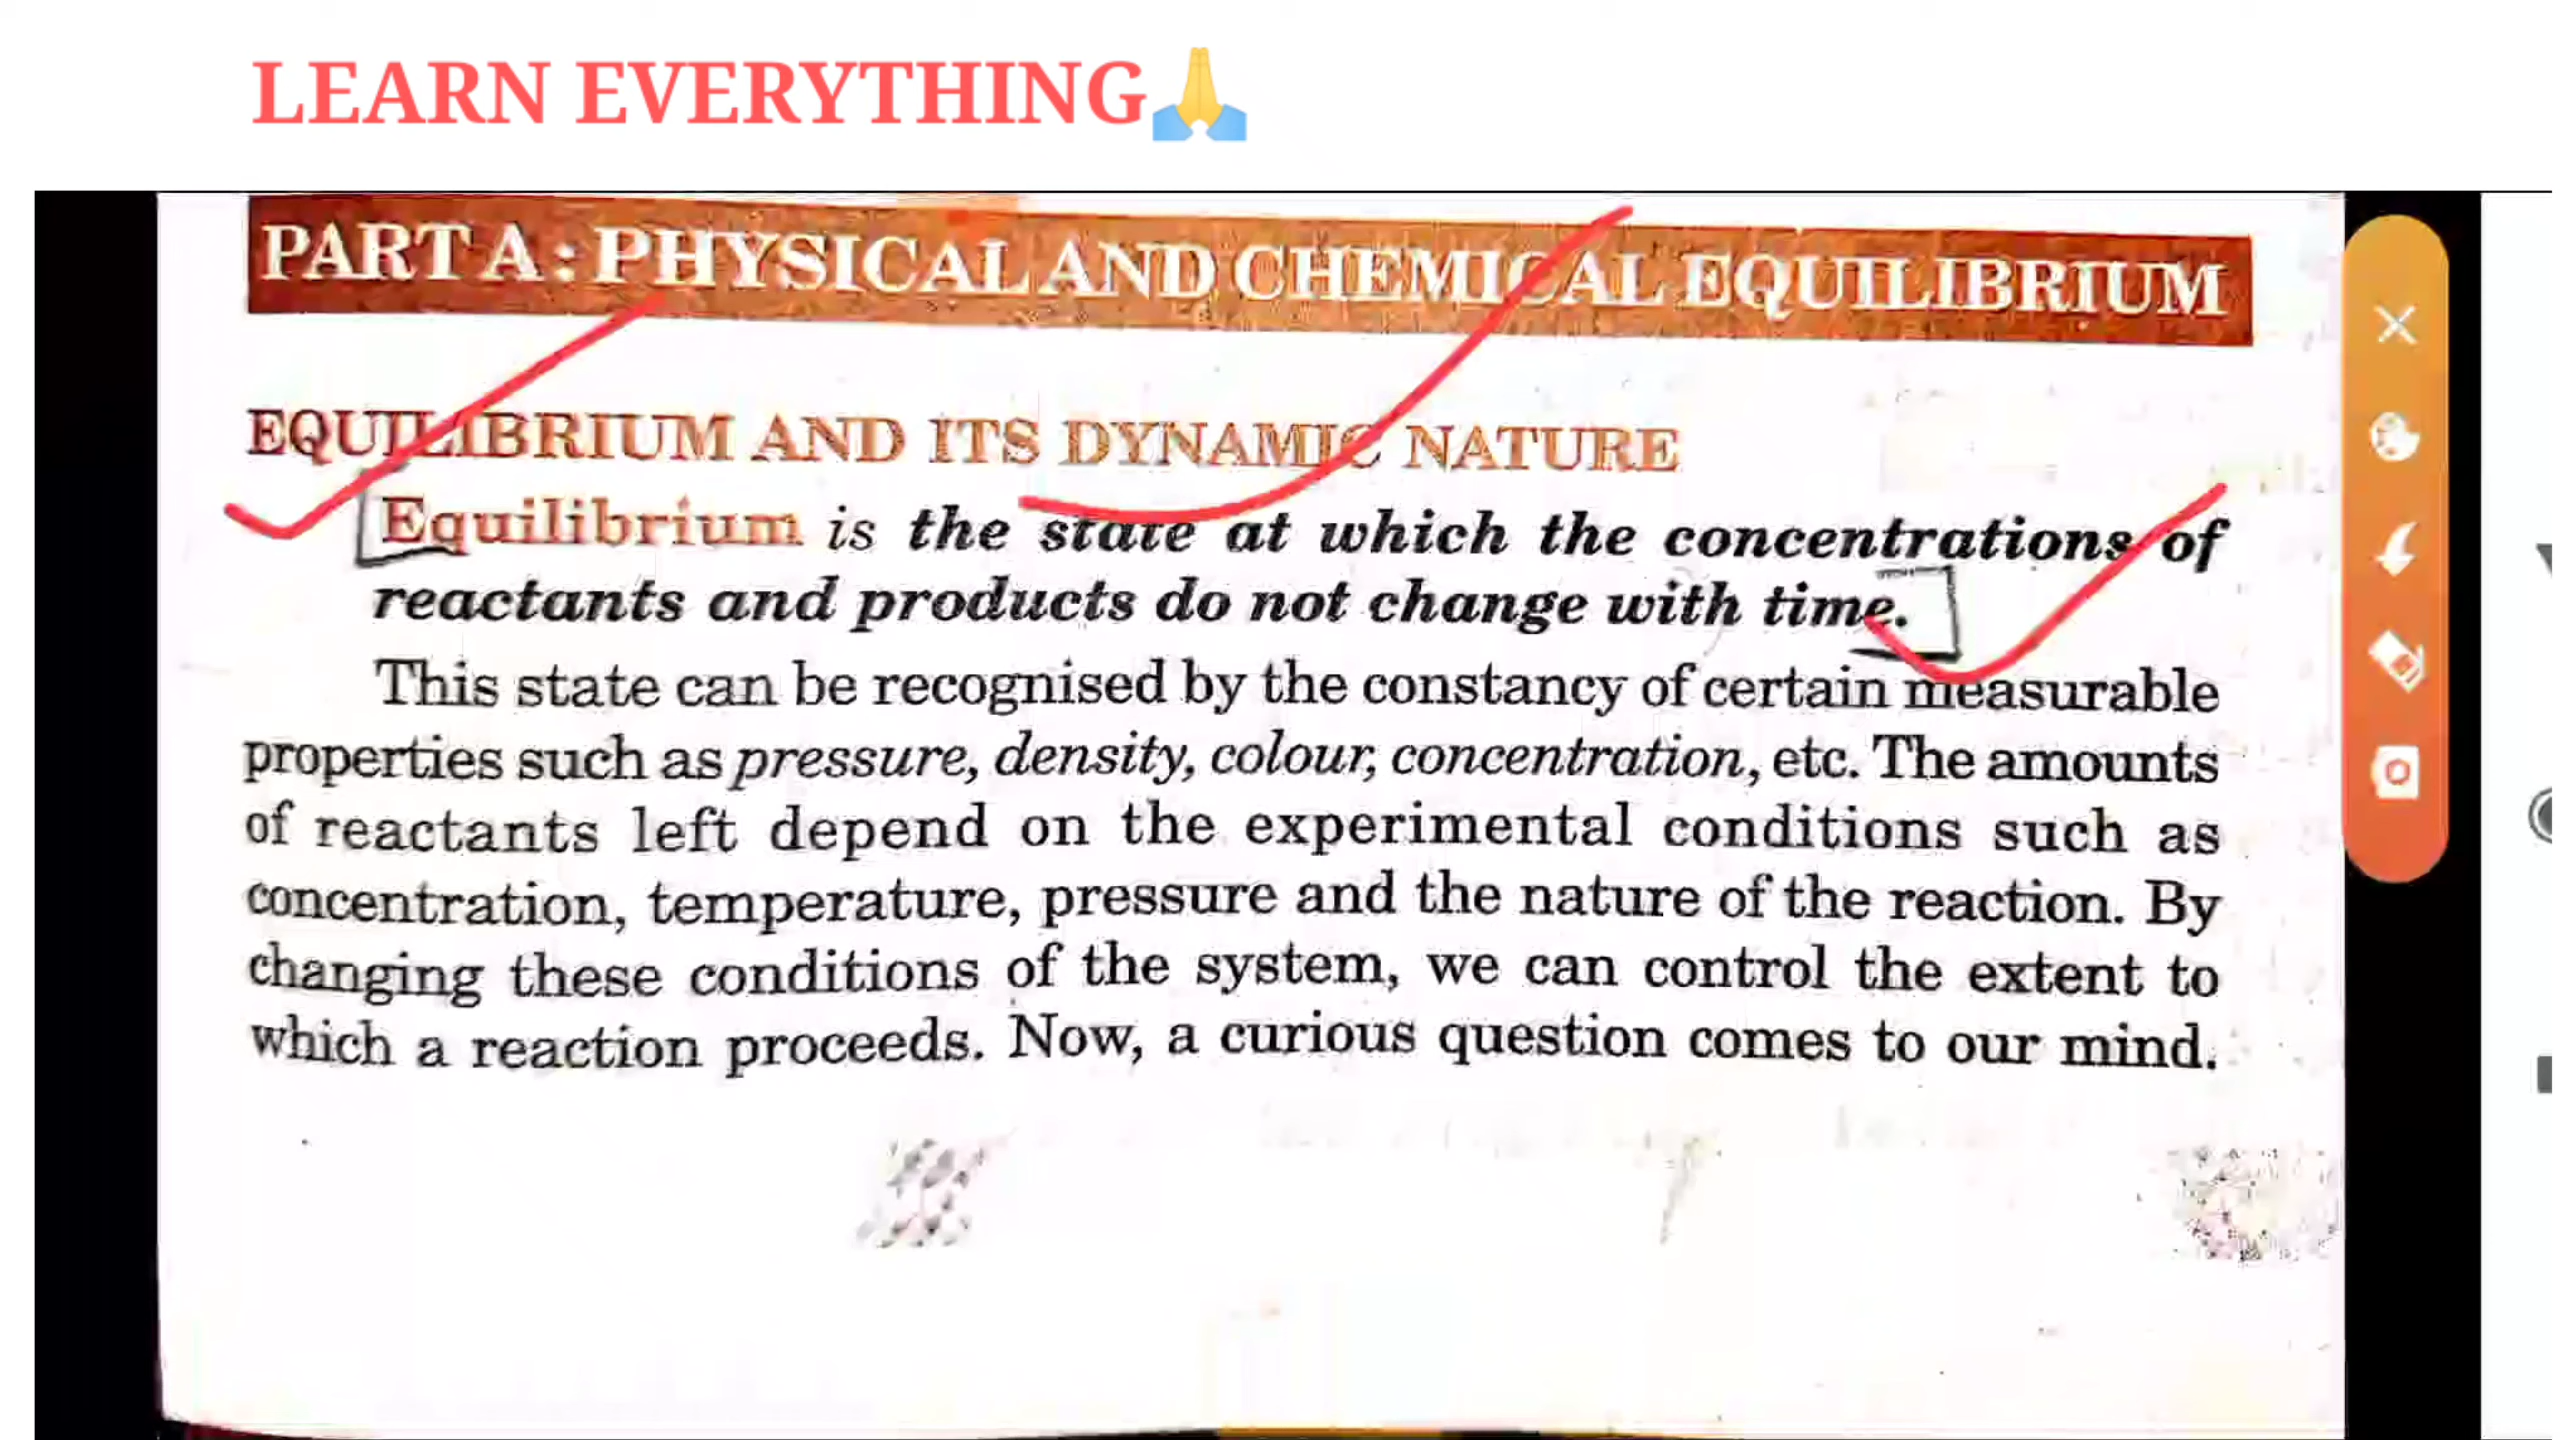 LEARN EVERYTHING🙏
PART A : PHYSICAL AND CHEMICAL EQUILIBRIUM
EQUILIBRIUM AND ITS DYNAMIC NATURE
Equilibrium is the state at which the concentrations of
reactants and products do not change with time.
This state can be recognised by the constancy of certain measurable
properties such as pressure, density, colour, concentration, etc. The amounts
of reactants left depend on the experimental conditions such as
concentration, temperature, pressure and the nature of the reaction. By
changing these conditions of the system, we can control the extent to
which a reaction proceeds. Now, a curious question comes to our mind.